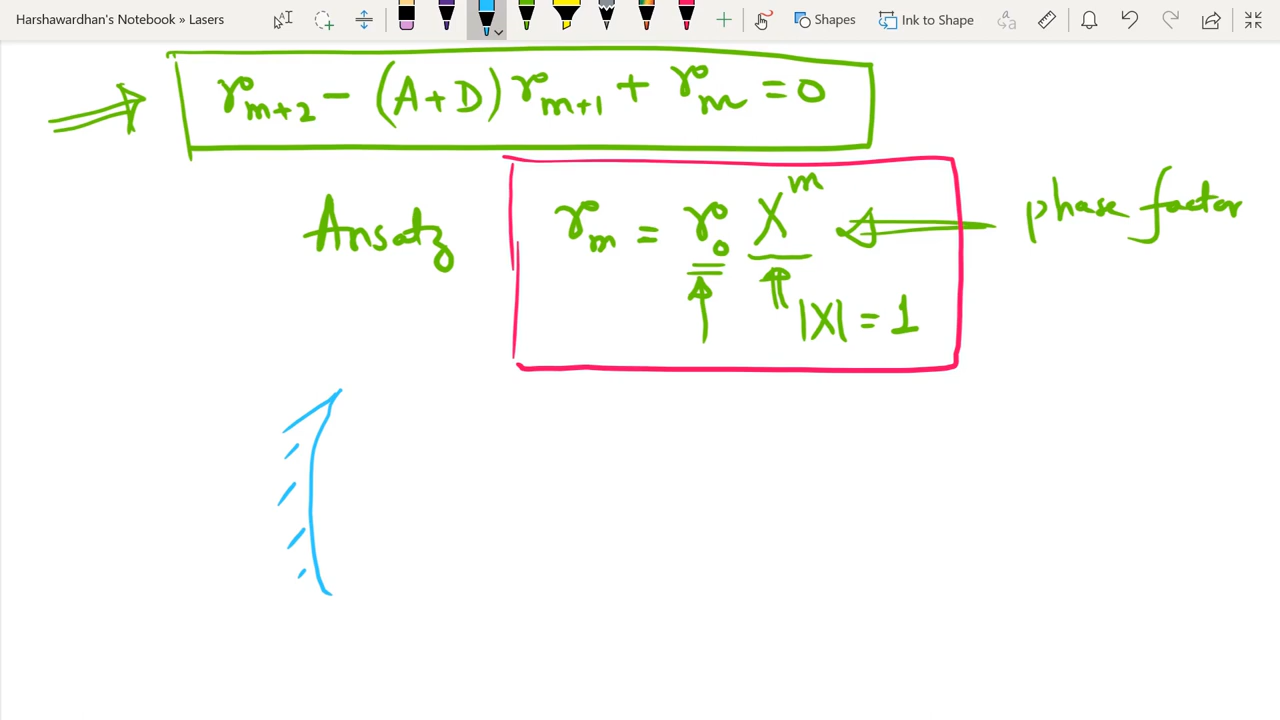 Harshawardhan's Notebook » Lasers Shapes Ink to Shape
r_{m+2} - (A+D) r_{m+1} + r_m = 0
Ansatz r_m = r_0 X^m phase factor
|X| = 1